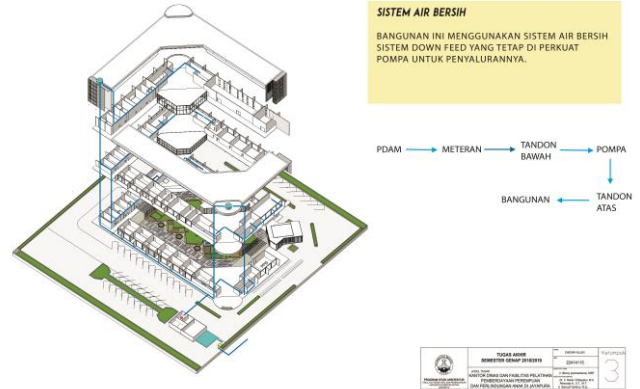 SISTEM AIR BERSIH
BANGUNAN INI MENGGUNAKAN SISTEM AIR BERSIH
SISTEM DOWN FEED YANG TETAP DI PERKUAT
POMPA UNTUK PENYALURANNYA.
PDAM
METERAN
TANDON
BAWAH
POMPA
BANGUNAN
TANDON
ATAS
TUGAS AKHIR
SEMESTER GENAP 2018/2019
KANTOR DINAS DAN FASILITAS PELATIHAN
PEMBERDAYAAN PEREMPUAN
DAN PERLINDUNGAN ANAK DI JAYAPURA
3